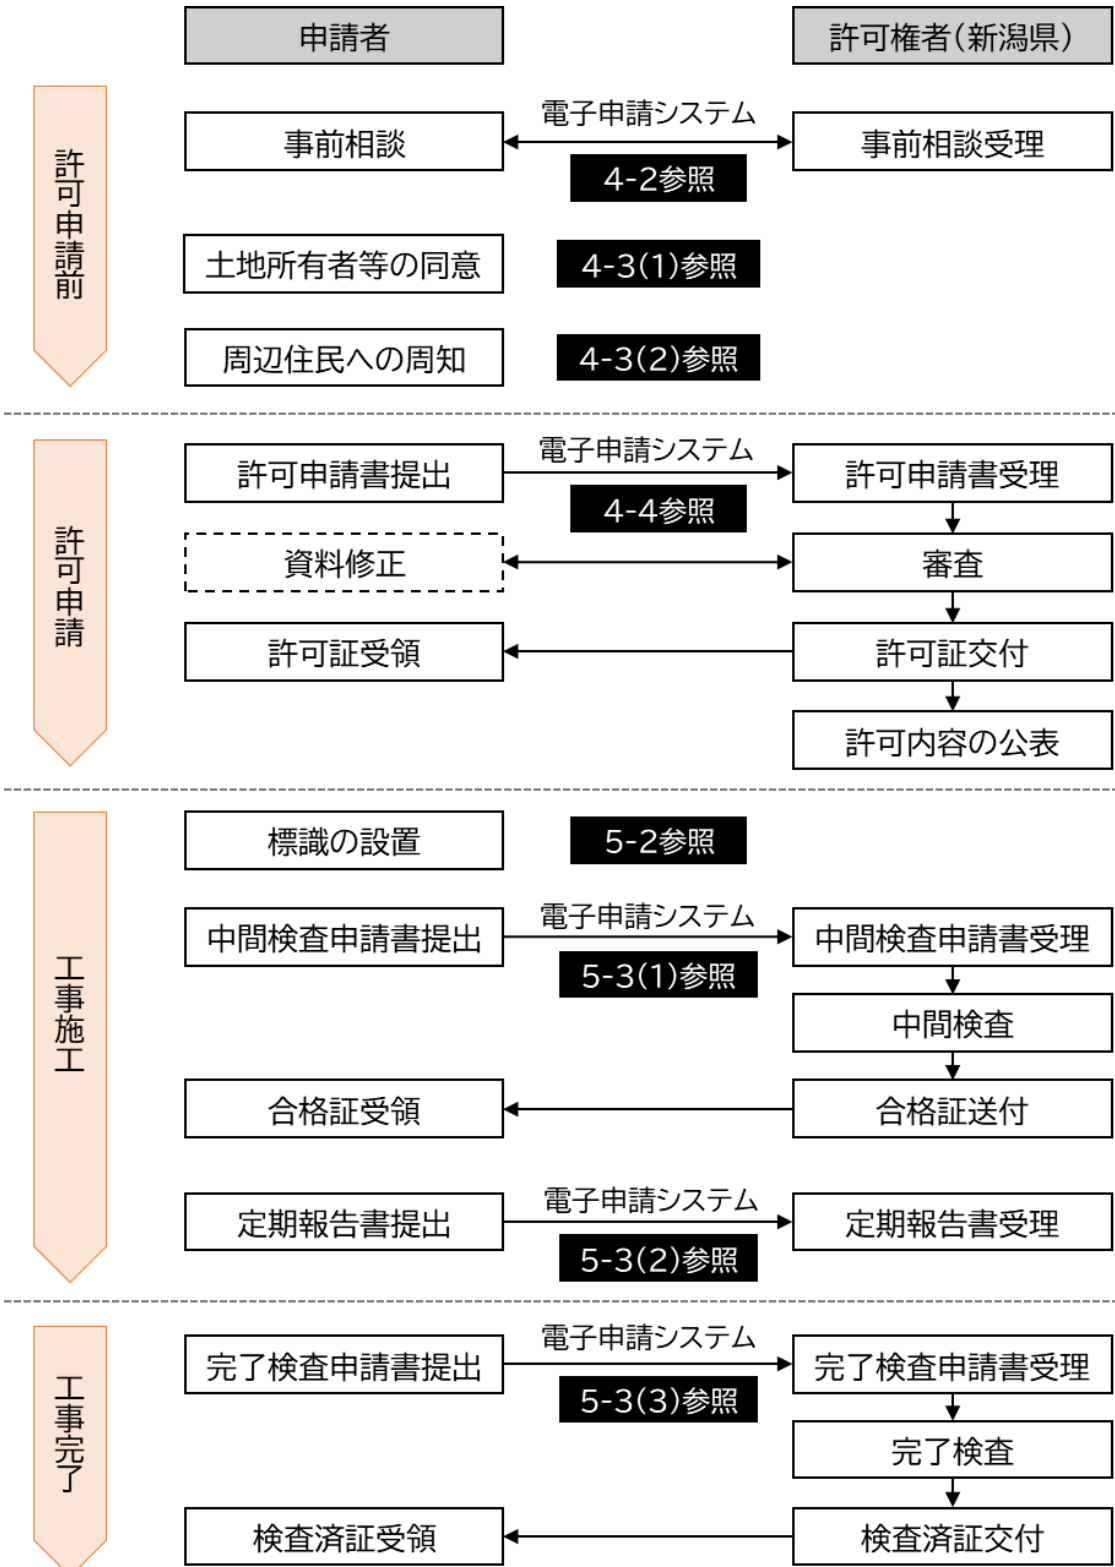 申請者
許可権者(新潟県)
許可申請前
事前相談
電子申請システム
4-2参照
事前相談受理
土地所有者等の同意
4-3(1)参照
周辺住民への周知
4-3(2)参照
許可申請
許可申請書提出
電子申請システム
4-4参照
許可申請書受理
資料修正
審査
許可証受領
許可証交付
許可内容の公表
工事施工
標識の設置
5-2参照
中間検査申請書提出
電子申請システム
5-3(1)参照
中間検査申請書受理
中間検査
合格証受領
合格証送付
定期報告書提出
電子申請システム
5-3(2)参照
定期報告書受理
工事完了
完了検査申請書提出
電子申請システム
5-3(3)参照
完了検査申請書受理
完了検査
検査済証受領
検査済証交付